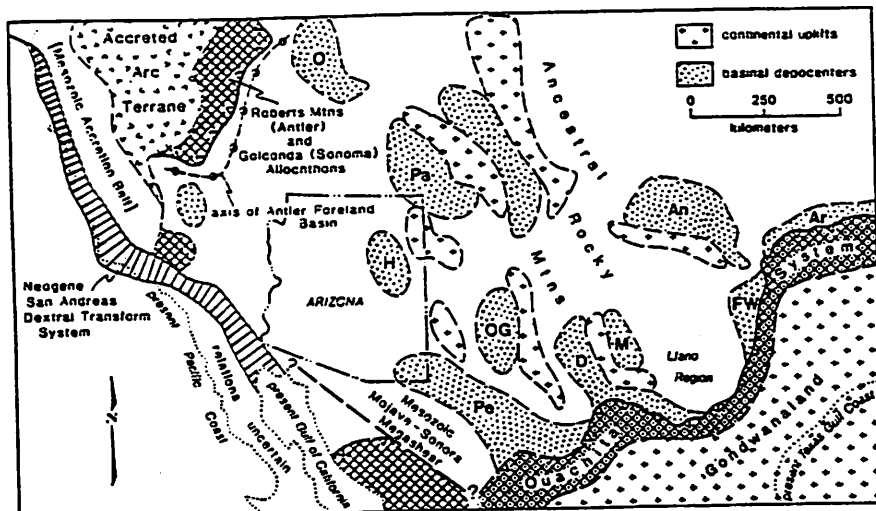 Accreted
Arc
Terrane
[Mesozoic Accretion Belt]
O
Roberts Mtns
(Antler)
and
Golconda (Sonoma)
Allochthons
axis of Antler Foreland
Basin
Neogene
San Andreas
Dextral Transform
System
present
Pacific
Coast
relations
uncertain
present Gulf of California
?
Mesozoic
Mojave-Sonora
Megashear
?
ARIZONA
H
Pa
Pe
OG
D
M
Ancestral
Rocky
Mtns
An
Ar
FW
Llano
Region
Ouachita
System
Gondwanaland
present Texas Gulf Coast
continental uplifts
basinal depocenters
0 250 500
kilometers
N